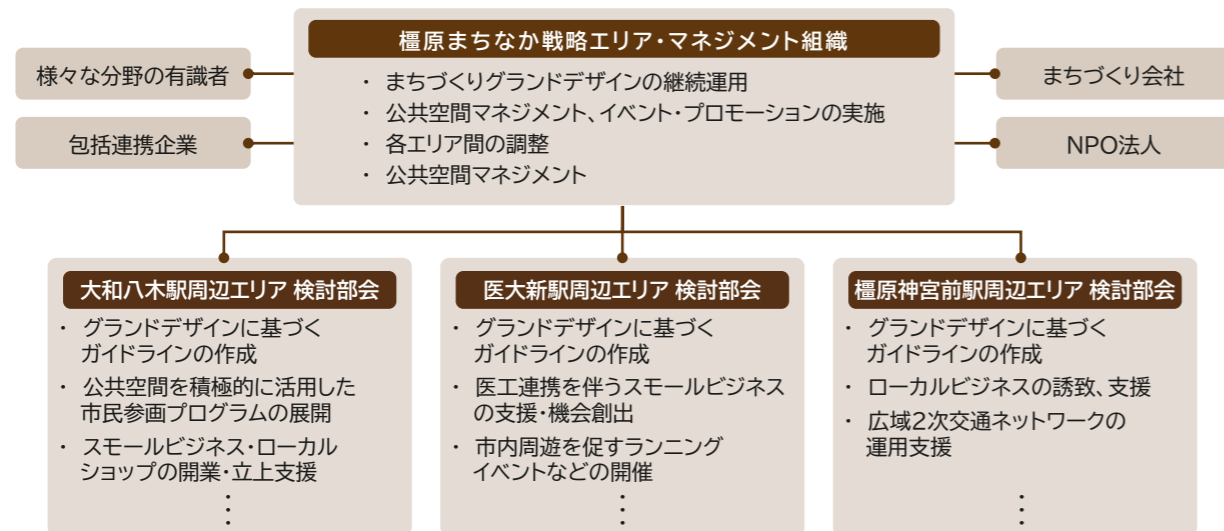 橿原まちなか戦略エリア・マネジメント組織
様々な分野の有識者
包括連携企業
・ まちづくりグランドデザインの継続運用
・ 公共空間マネジメント、イベント・プロモーションの実施
・ 各エリア間の調整
・ 公共空間マネジメント
まちづくり会社
NPO法人
大和八木駅周辺エリア 検討部会
・ グランドデザインに基づく
ガイドラインの作成
・ 公共空間を積極的に活用した
市民参画プログラムの展開
・ スモールビジネス・ローカル
ショップの開業・立上支援
⋮
医大新駅周辺エリア 検討部会
・ グランドデザインに基づく
ガイドラインの作成
・ 医工連携を伴うスモールビジネス
の支援・機会創出
・ 市内周遊を促すランニング
イベントなどの開催
⋮
橿原神宮前駅周辺エリア 検討部会
・ グランドデザインに基づく
ガイドラインの作成
・ ローカルビジネスの誘致、支援
・ 広域2次交通ネットワークの
運用支援
⋮